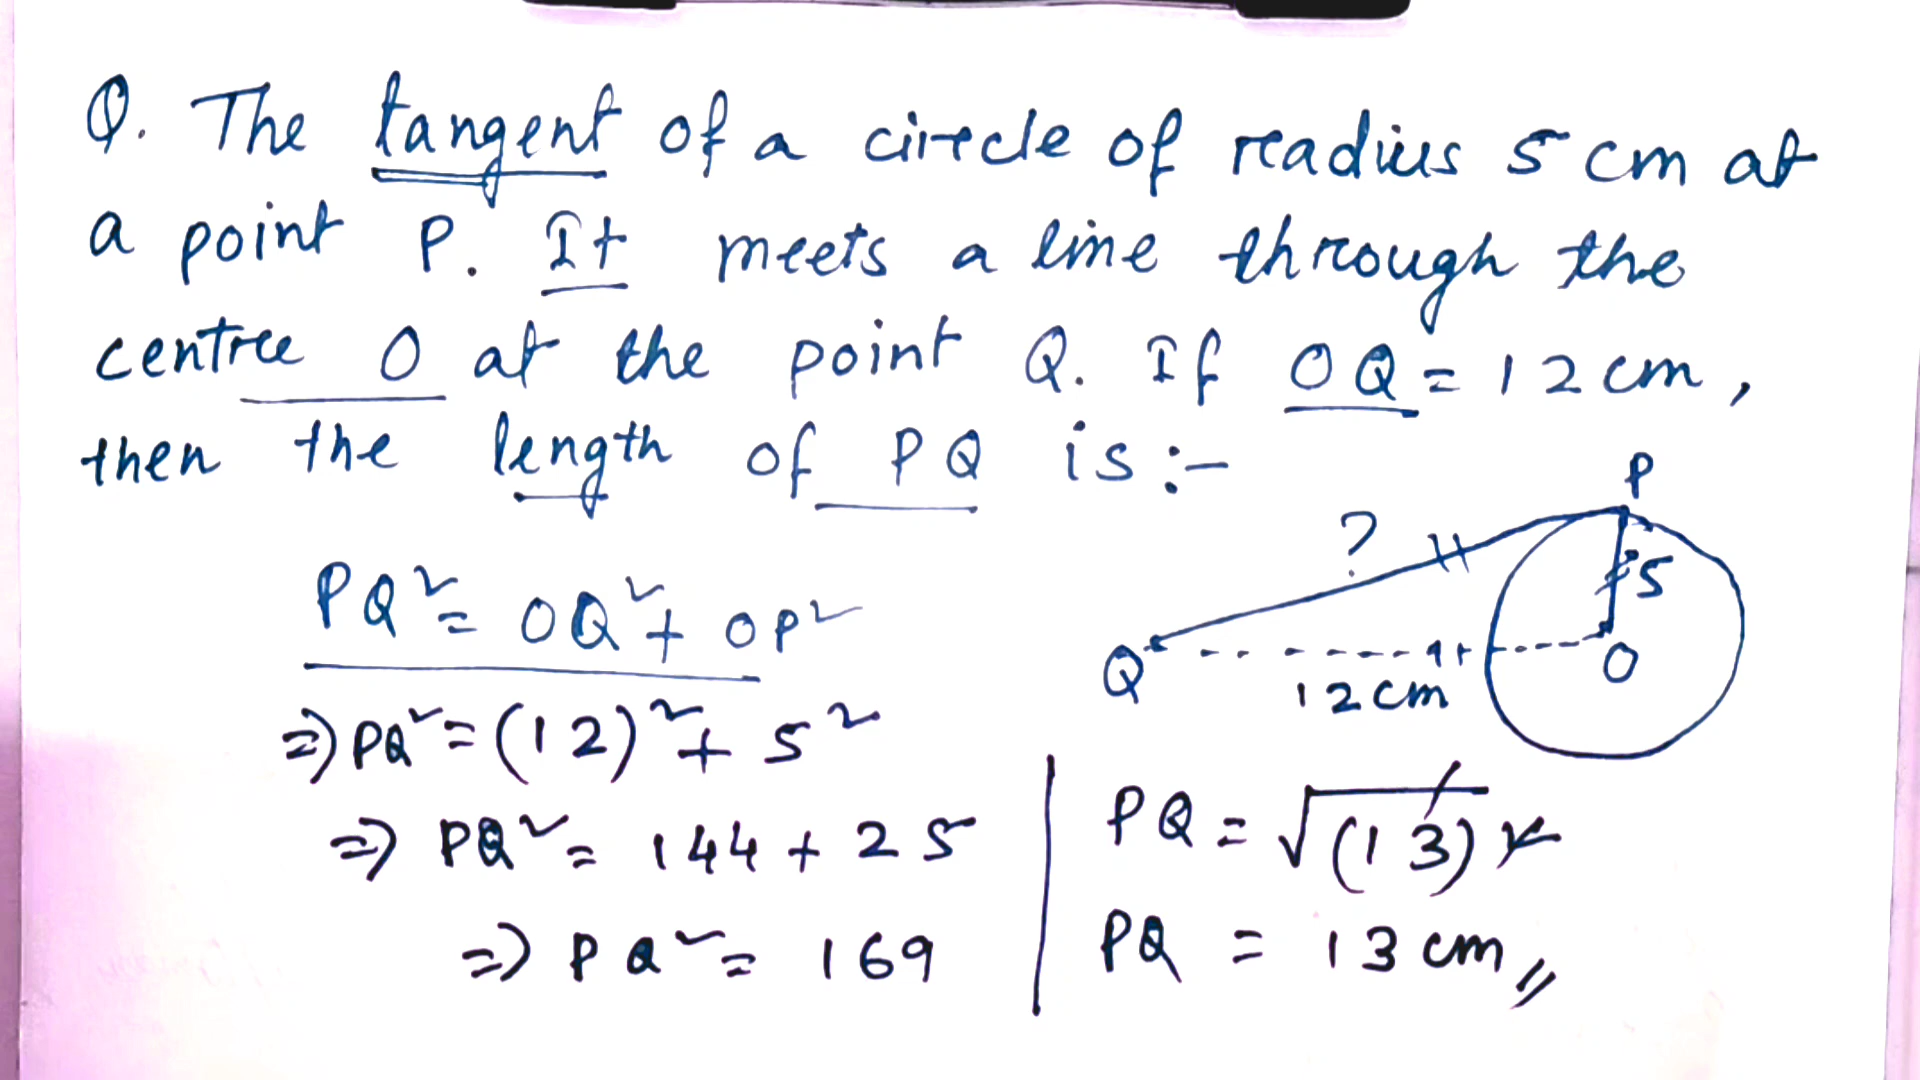 Q. The tangent of a circle of radius 5 cm at
a point P. It meets a line through the
centre O at the point Q. If OQ = 12 cm,
then the length of PQ is :-
P
?
5
Q
O
12 cm
PQ² = OQ² + OP²
⇒ PQ² = (12)² + 5²
⇒ PQ² = 144 + 25
⇒ PQ² = 169
PQ = √(13)²
PQ = 13 cm